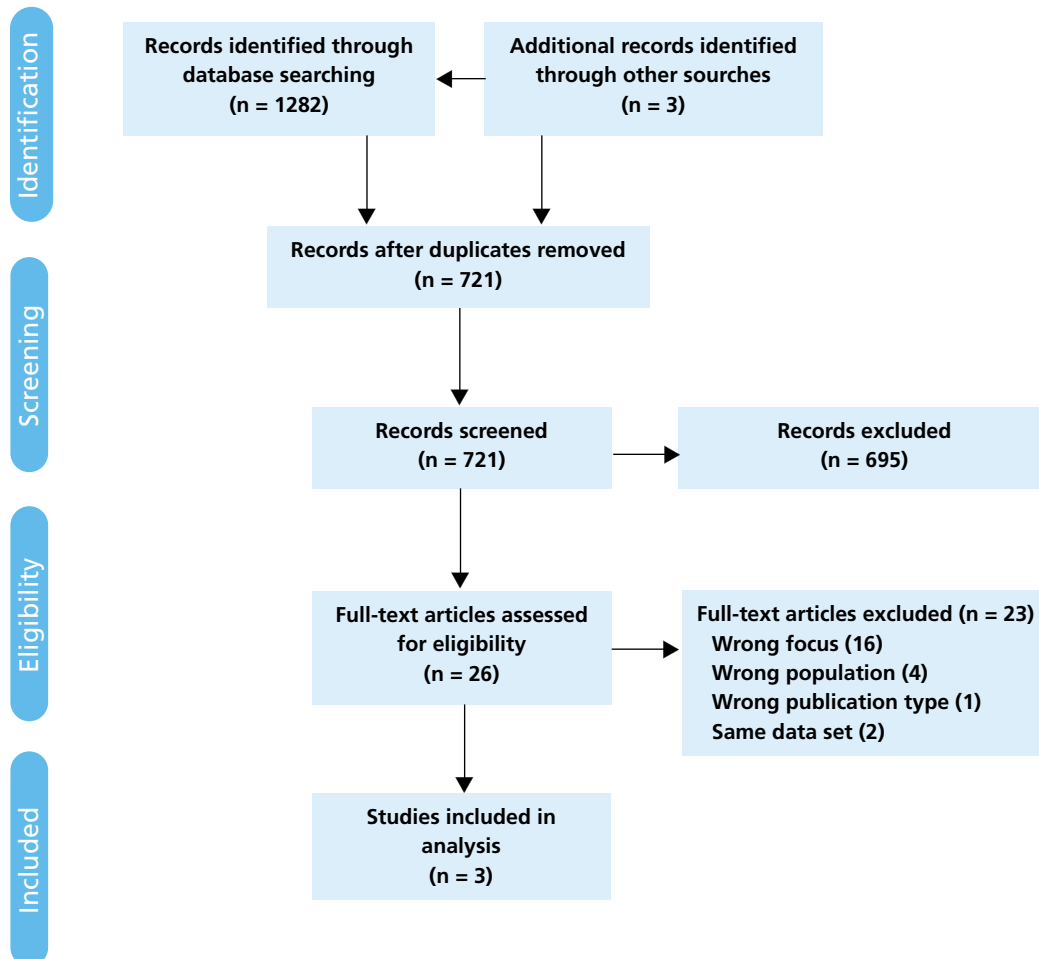 Identification
Records identified through
database searching
(n = 1282)
Additional records identified
through other sourches
(n = 3)
Screening
Records after duplicates removed
(n = 721)
Records screened
(n = 721)
Records excluded
(n = 695)
Eligibility
Full-text articles assessed
for eligibility
(n = 26)
Full-text articles excluded (n = 23)
Wrong focus (16)
Wrong population (4)
Wrong publication type (1)
Same data set (2)
Included
Studies included in
analysis
(n = 3)